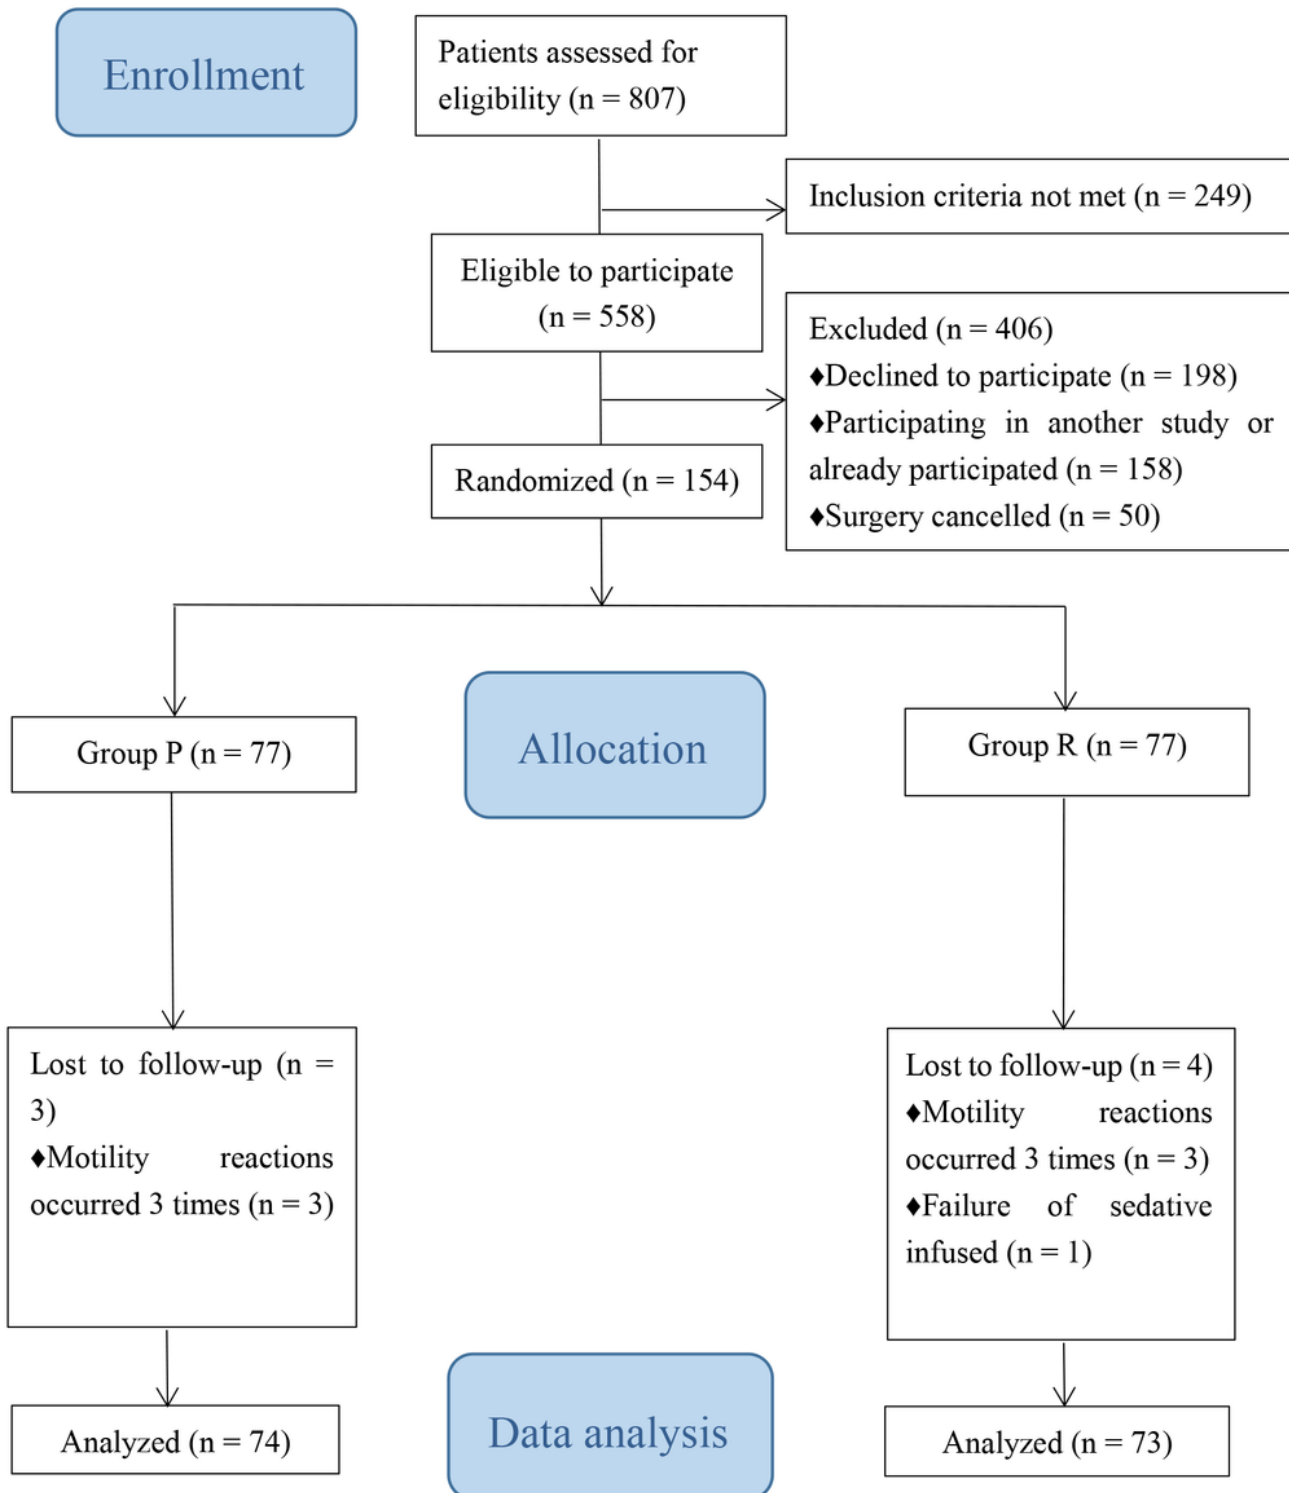 Enrollment
Patients assessed for
eligibility (n = 807)
Inclusion criteria not met (n = 249)
Eligible to participate
(n = 558)
Excluded (n = 406)
♦Declined to participate (n = 198)
♦Participating in another study or
already participated (n = 158)
♦Surgery cancelled (n = 50)
Randomized (n = 154)
Group P (n = 77)
Allocation
Group R (n = 77)
Lost to follow-up (n =
3)
♦Motility reactions
occurred 3 times (n = 3)
Lost to follow-up (n = 4)
♦Motility reactions
occurred 3 times (n = 3)
♦Failure of sedative
infused (n = 1)
Analyzed (n = 74)
Data analysis
Analyzed (n = 73)